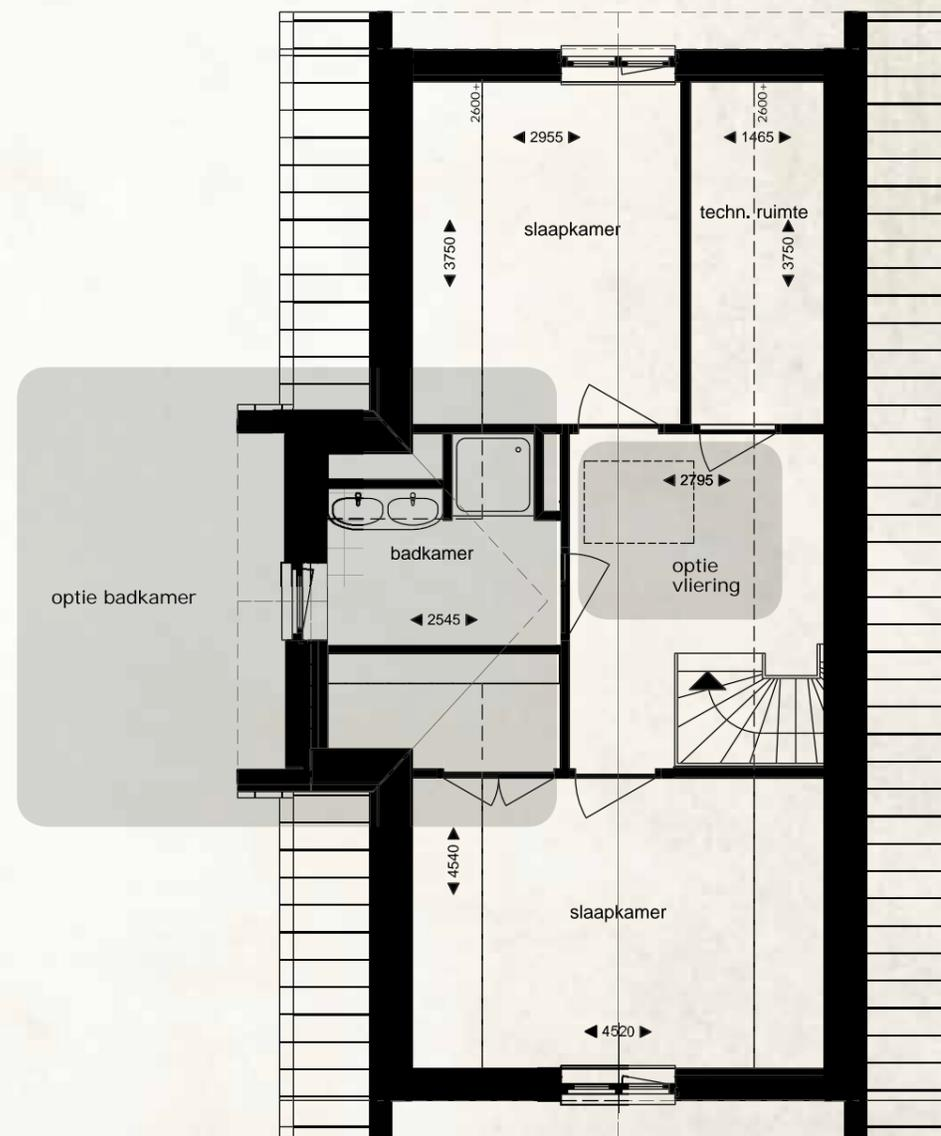 2600+
2600+
2955
1465
slaapkamer
techn. ruimte
3750
3750
2795
badkamer
optie
vliering
optie badkamer
2545
4540
slaapkamer
4520